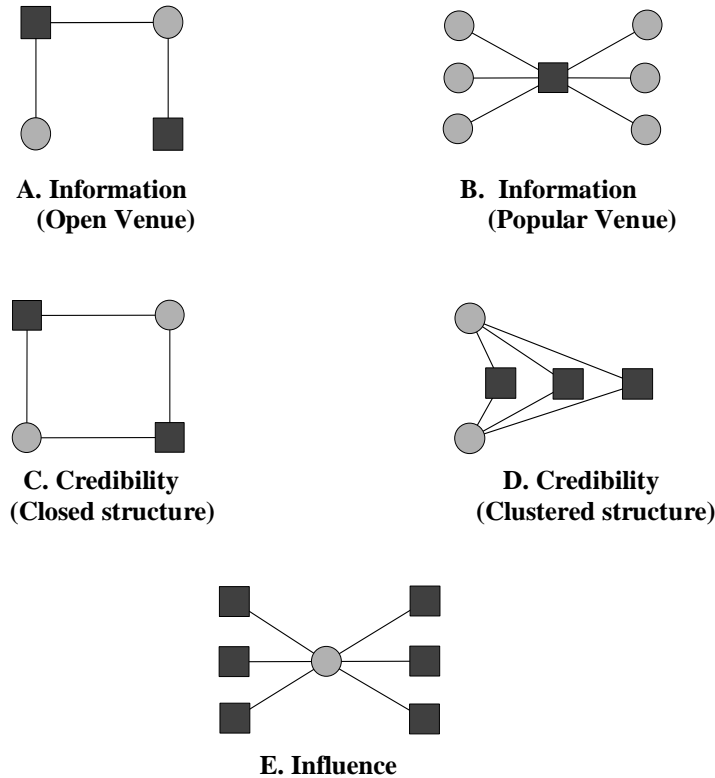 A. Information
(Open Venue)
B. Information
(Popular Venue)
C. Credibility
(Closed structure)
D. Credibility
(Clustered structure)
E. Influence